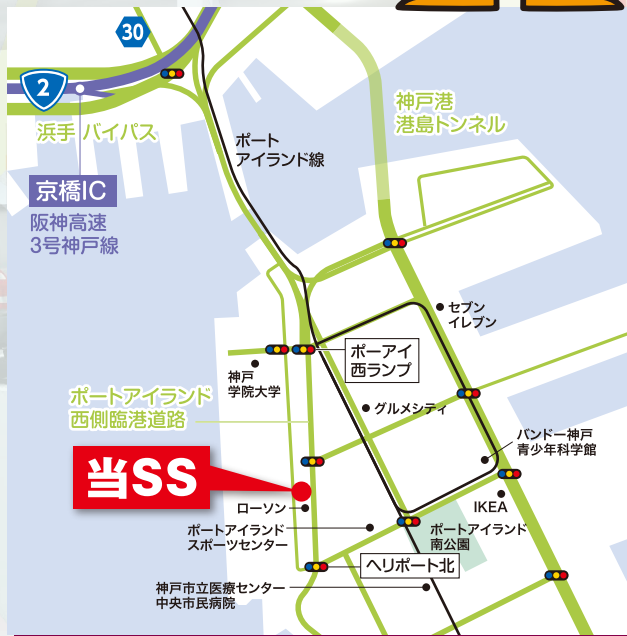 30
2
浜手 バイパス
神戸港
港島トンネル
ポート
アイランド線
京橋IC
阪神高速
3号神戸線
セブン
イレブン
ポーアイ
西ランプ
神戸
学院大学
ポートアイランド
西側臨港道路
グルメシティ
バンドー神戸
青少年科学館
当SS
ローソン
IKEA
ポートアイランド
スポーツセンター
ポートアイランド
南公園
ヘリポート北
神戸市立医療センター
中央市民病院